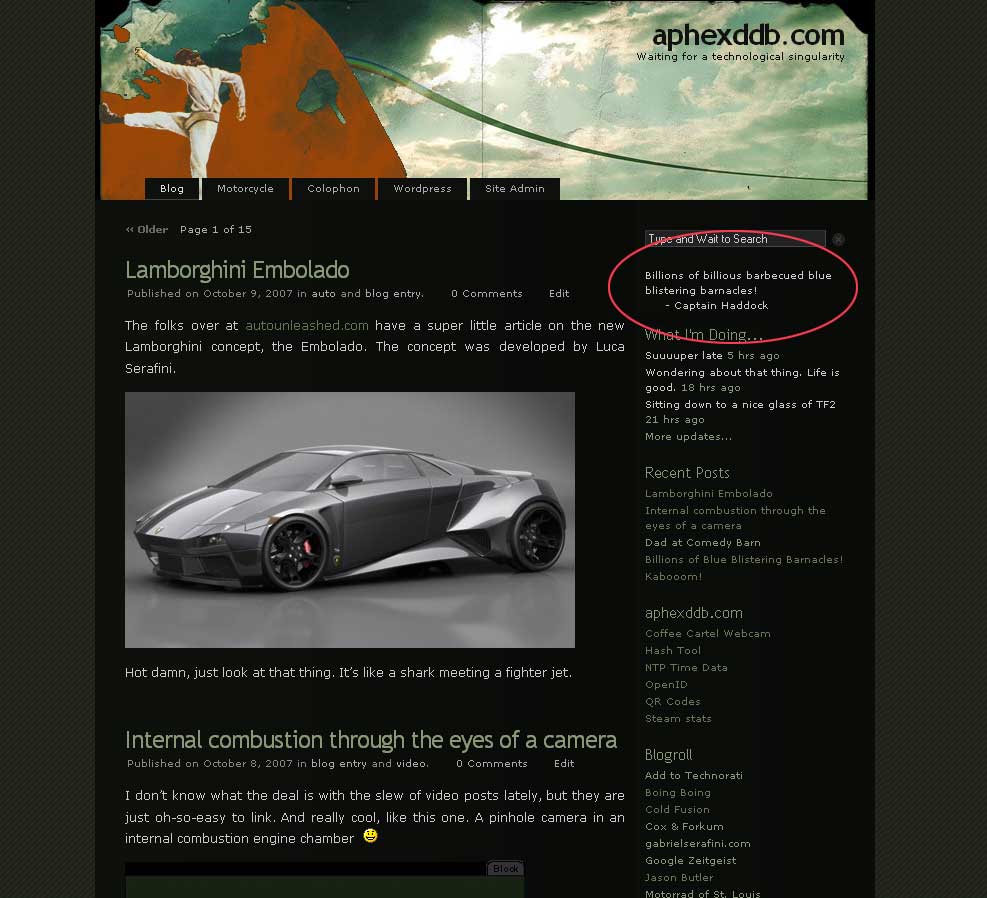 aphexddb.com
Waiting for a technological singularity
Blog
Motorcycle
Colophon
Wordpress
Site Admin
‹‹ Older Page 1 of 15
Lamborghini Embolado
Published on October 9, 2007 in auto and blog entry. 0 Comments Edit
The folks over at autounleashed.com have a super little article on the new
Lamborghini concept, the Embolado. The concept was developed by Luca
Serafini.
Hot damn, just look at that thing. It’s like a shark meeting a fighter jet.
Internal combustion through the eyes of a camera
Published on October 8, 2007 in blog entry and video. 0 Comments Edit
I don’t know what the deal is with the slew of video posts lately, but they are
just oh-so-easy to link. And really cool, like this one. A pinhole camera in an
internal combustion engine chamber
Block
Type and Wait to Search
Billions of billious barbecued blue
blistering barnacles!
- Captain Haddock
What I'm Doing...
Suuuuper late 5 hrs ago
Wondering about that thing. Life is
good. 18 hrs ago
Sitting down to a nice glass of TF2
21 hrs ago
More updates...
Recent Posts
Lamborghini Embolado
Internal combustion through the
eyes of a camera
Dad at Comedy Barn
Billions of Blue Blistering Barnacles!
Kabooom!
aphexddb.com
Coffee Cartel Webcam
Hash Tool
NTP Time Data
OpenID
QR Codes
Steam stats
Blogroll
Add to Technorati
Boing Boing
Cold Fusion
Cox & Forkum
gabrielserafini.com
Google Zeitgeist
Jason Butler
Motorrad of St. Louis